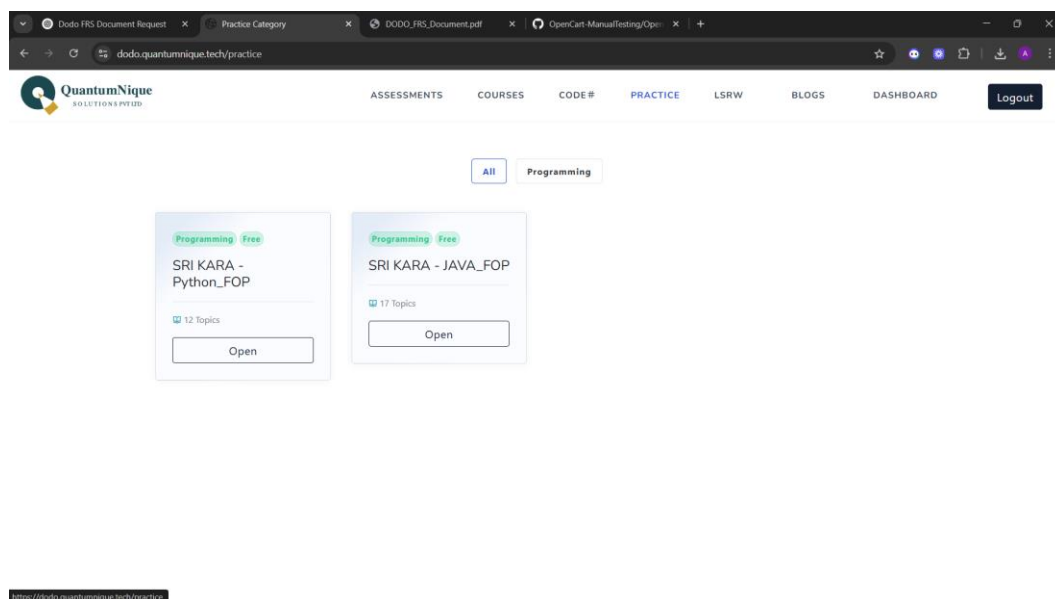 Dodo FRS Document Request
Practice Category
DODO_FRS_Document.pdf
OpenCart-ManualTesting/Open
dodo.quantumnique.tech/practice
A
QuantumNique
SOLUTIONS PVT LTD
ASSESSMENTS COURSES CODE# PRACTICE LSRW BLOGS DASHBOARD Logout
All Programming
Programming Free
SRI KARA -
Python_FOP
12 Topics
Open
Programming Free
SRI KARA - JAVA_FOP
17 Topics
Open
https://dodo.quantumnique.tech/practice